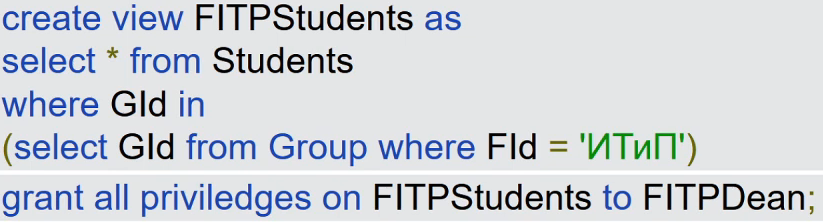 create view FITPStudents as
select * from Students
where GId in
(select GId from Group where FId = 'ИТиП')
grant all priviledges on FITPStudents to FITPDean;